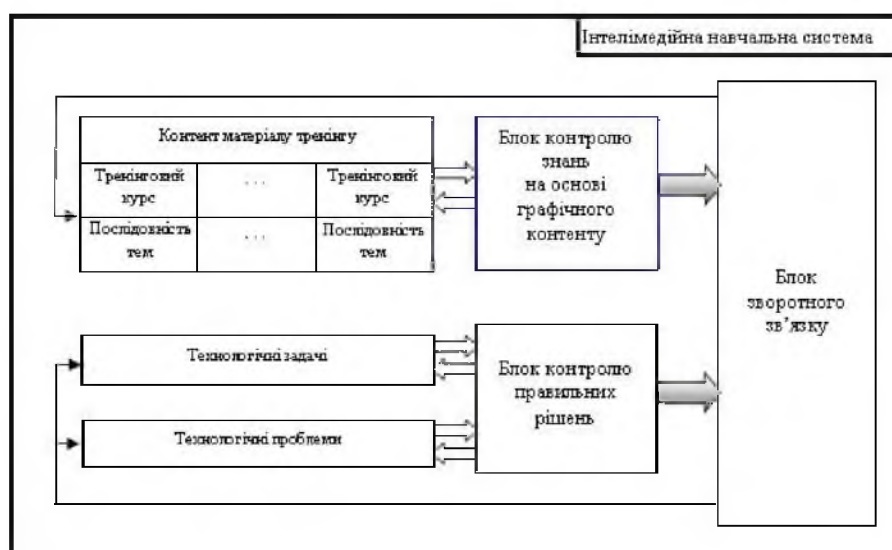 Інтелімедійна навчальна система
Контент матеріалу тренінгу
Тренінговий
курс
. . .
Тренінговий
курс
Послідовність
тем
. . .
Послідовність
тем
Блок контролю
знань
на основі
графічного
контенту
Блок
зворотного
зв’язку
Технологічні задачі
Технологічні проблеми
Блок контролю
правильних
рішень